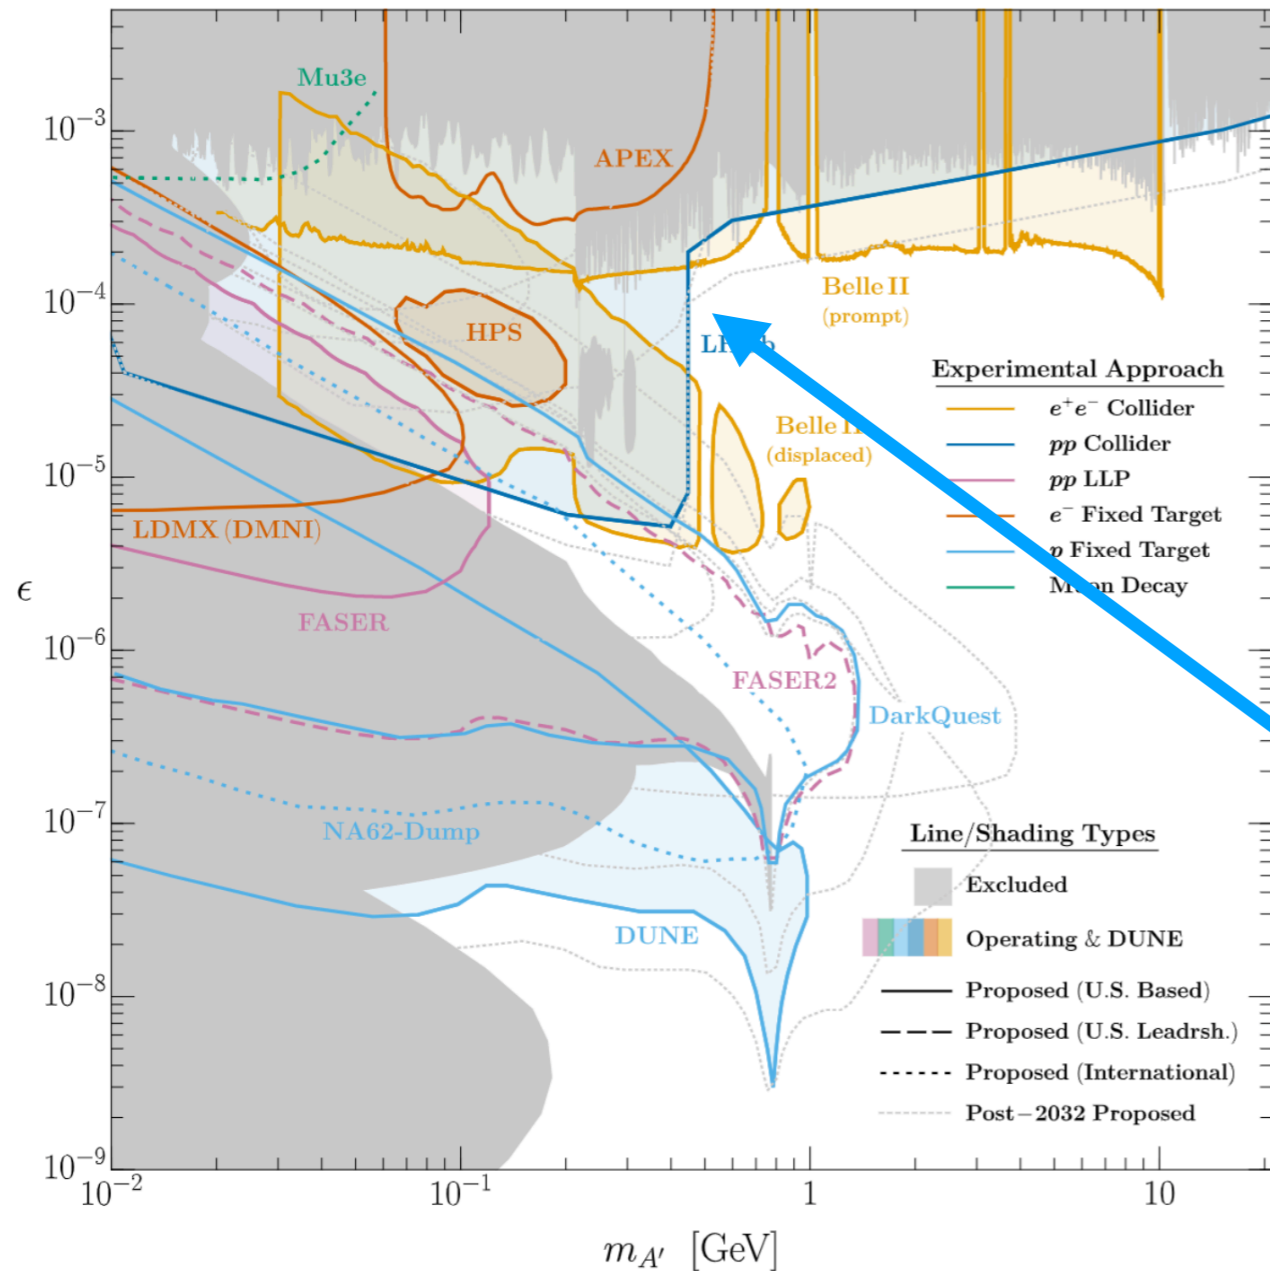 Mu3e
APEX
HPS
Belle II
(prompt)
Belle
(displaced)
LDMX (DMNI)
FASER
FASER2
DarkQuest
NA62-Dump
DUNE
Experimental Approach
e⁺e⁻ Collider
pp Collider
pp LLP
e⁻ Fixed Target
p Fixed Target
Decay
Line/Shading Types
Excluded
Operating & DUNE
Proposed (U.S. Based)
Proposed (U.S. Leadrsh.)
Proposed (International)
Post−2032 Proposed
10⁻³
10⁻⁴
10⁻⁵
10⁻⁶
10⁻⁷
10⁻⁸
10⁻⁹
ϵ
10⁻² 10⁻¹ 1 10
m_A′ [GeV]